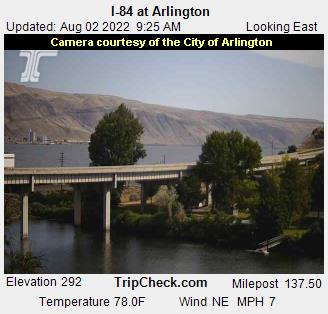 I-84 at Arlington
Updated: Aug 02 2022 9:25 AM Looking East
Camera courtesy of the City of Arlington
Elevation 292 TripCheck.com Milepost 137.50
Temperature 78.0F Wind NE MPH 7